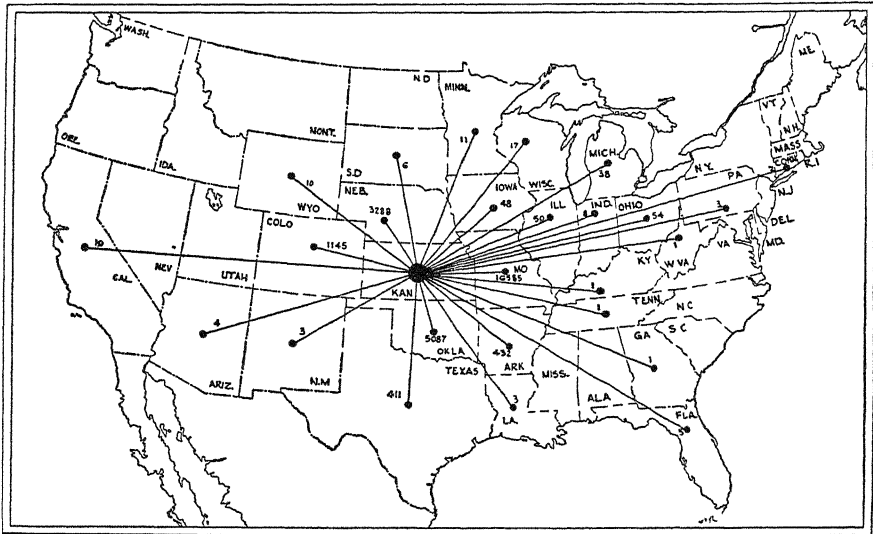 WASH.
ME.
N.D
MINN.
VT.
N.H.
MONT.
ORE.
11
17
MICH.
38
MASS
CONN.
R.I
IDA.
6
S.D
N.Y.
PA
10
NEB.
IOWA
WISC
N.J
WYO
3288
48
ILL
IND.
OHIO
50
54
3
DEL
COLO
1145
MD.
10
VA
NEV
UTAH
KY
W.VA
1
CAL.
KAN
MO
16585
1
TENN.
N C
1
4
3
5087
OKLA
432
GA
S C
TEXAS
ARK
MISS.
1
ARIZ.
N.M
411
3
ALA
FLA.
LA.
5